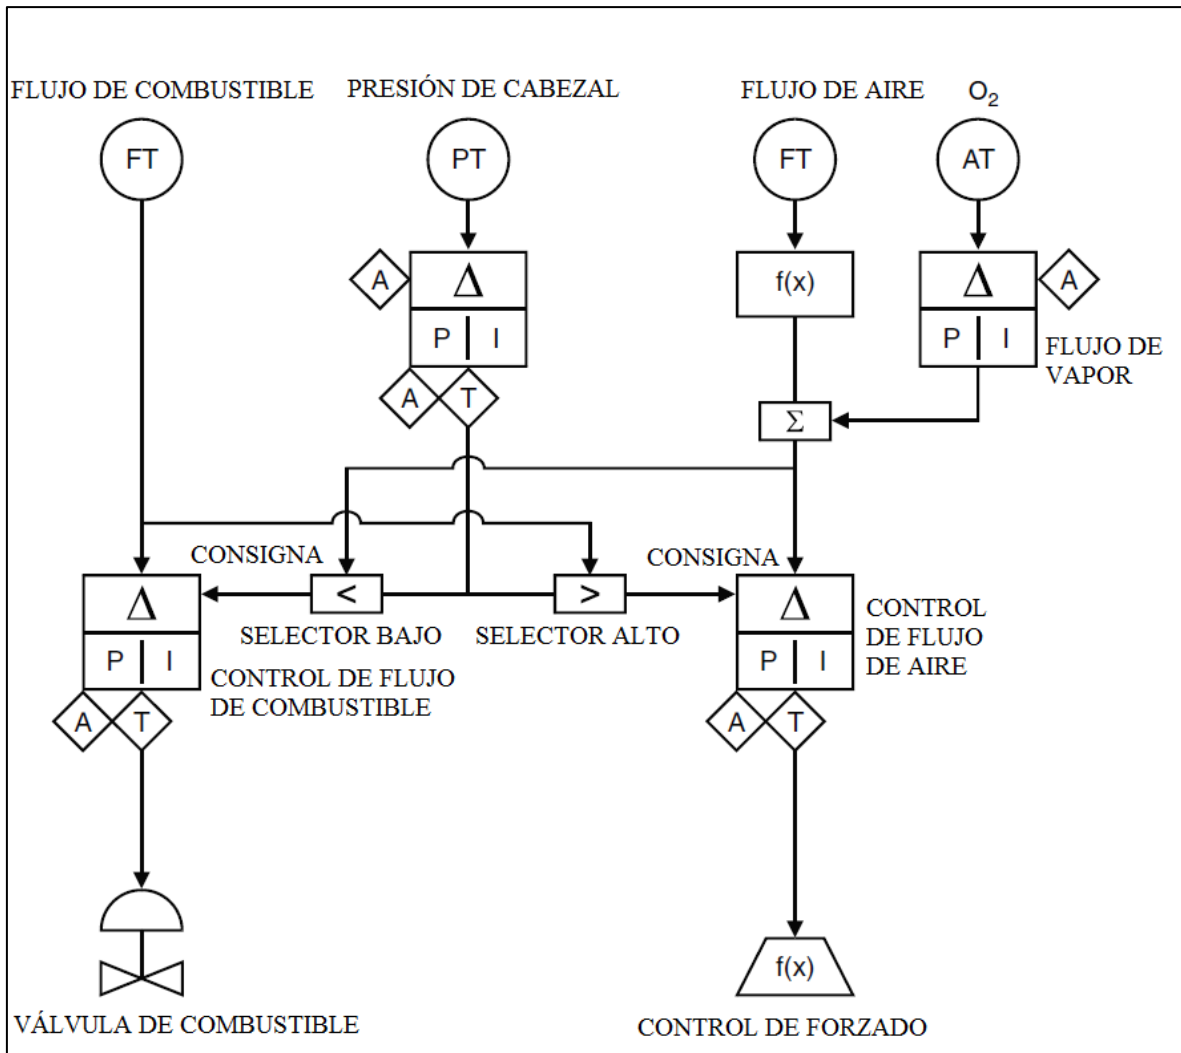 FLUJO DE COMBUSTIBLE
PRESIÓN DE CABEZAL
FLUJO DE AIRE
O₂
FT
PT
FT
AT
A
Δ
P
I
A
T
f(x)
Δ
A
P
I
FLUJO DE
VAPOR
Σ
CONSIGNA
CONSIGNA
Δ
P
I
A
T
<
SELECTOR BAJO
>
SELECTOR ALTO
CONTROL DE FLUJO
DE COMBUSTIBLE
Δ
P
I
A
T
CONTROL
DE FLUJO
DE AIRE
f(x)
VÁLVULA DE COMBUSTIBLE
CONTROL DE FORZADO